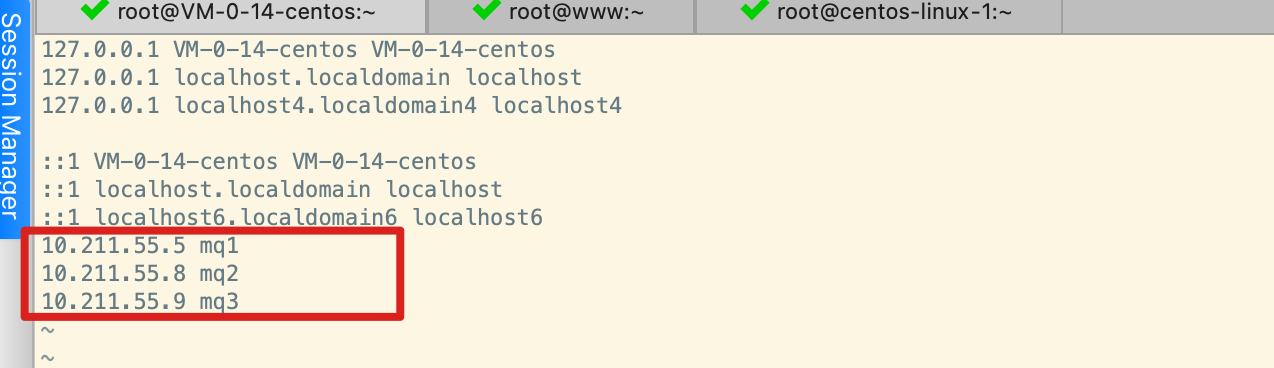 root@VM-0-14-centos:~
root@www:~
root@centos-linux-1:~
Session Manager
127.0.0.1 VM-0-14-centos VM-0-14-centos
127.0.0.1 localhost.localdomain localhost
127.0.0.1 localhost4.localdomain4 localhost4
::1 VM-0-14-centos VM-0-14-centos
::1 localhost.localdomain localhost
::1 localhost6.localdomain6 localhost6
10.211.55.5 mq1
10.211.55.8 mq2
10.211.55.9 mq3
~
~